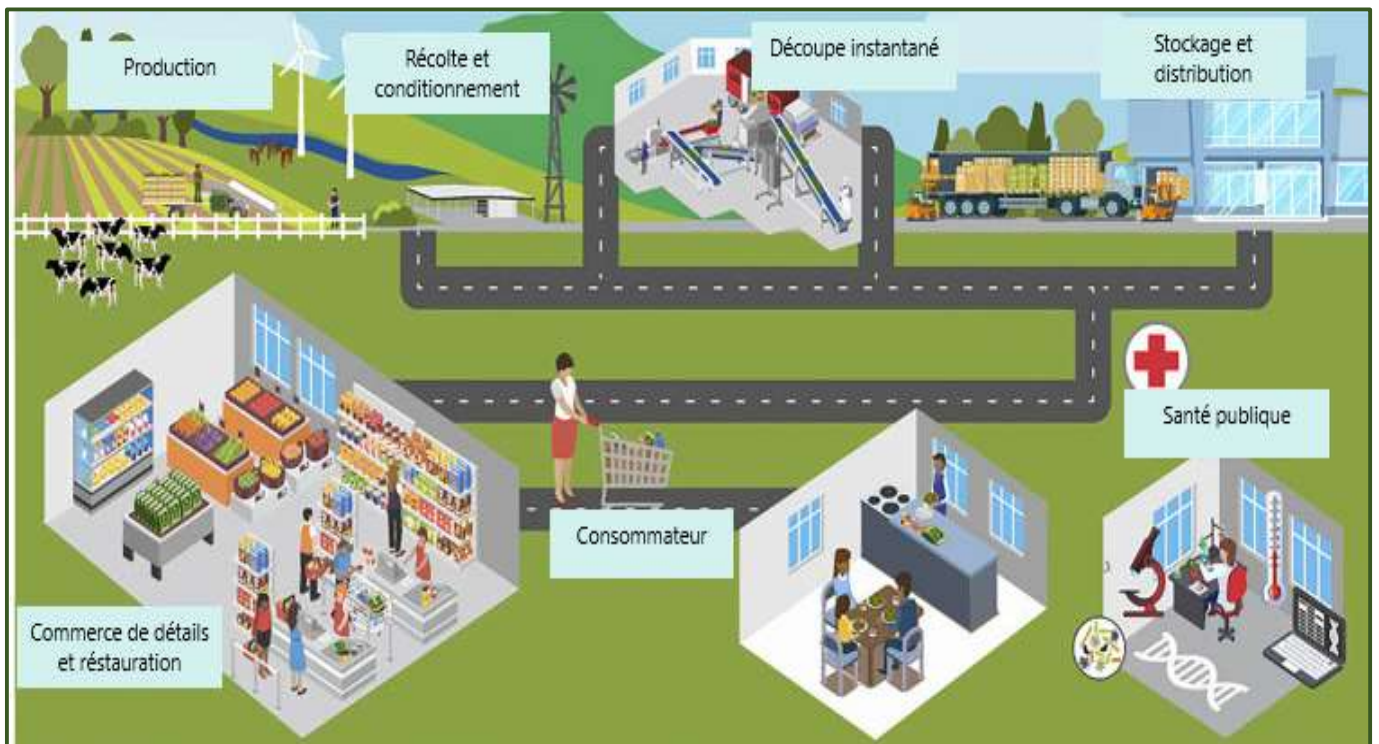 Production
Récolte et
conditionnement
Découpe instantané
Stockage et
distribution
Santé publique
Consommateur
Commerce de détails
et réstauration